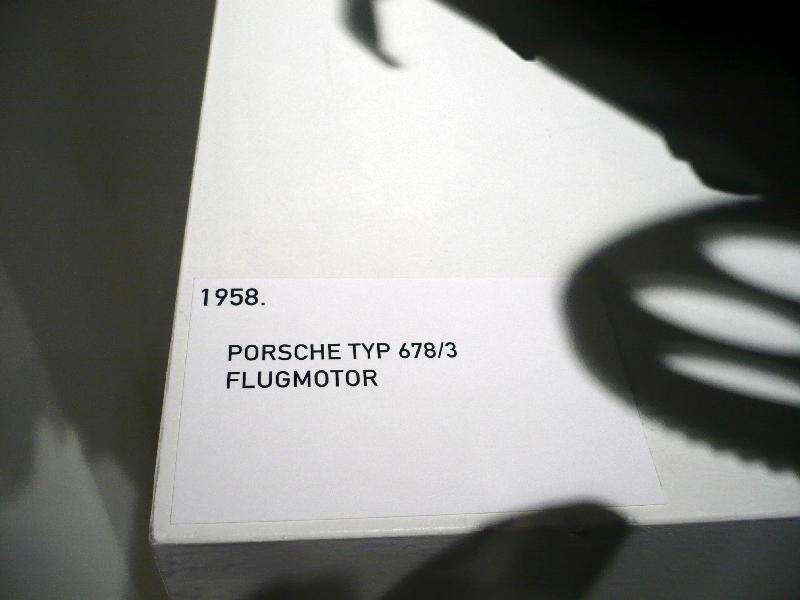 1958.
PORSCHE TYP 678/3
FLUGMOTOR